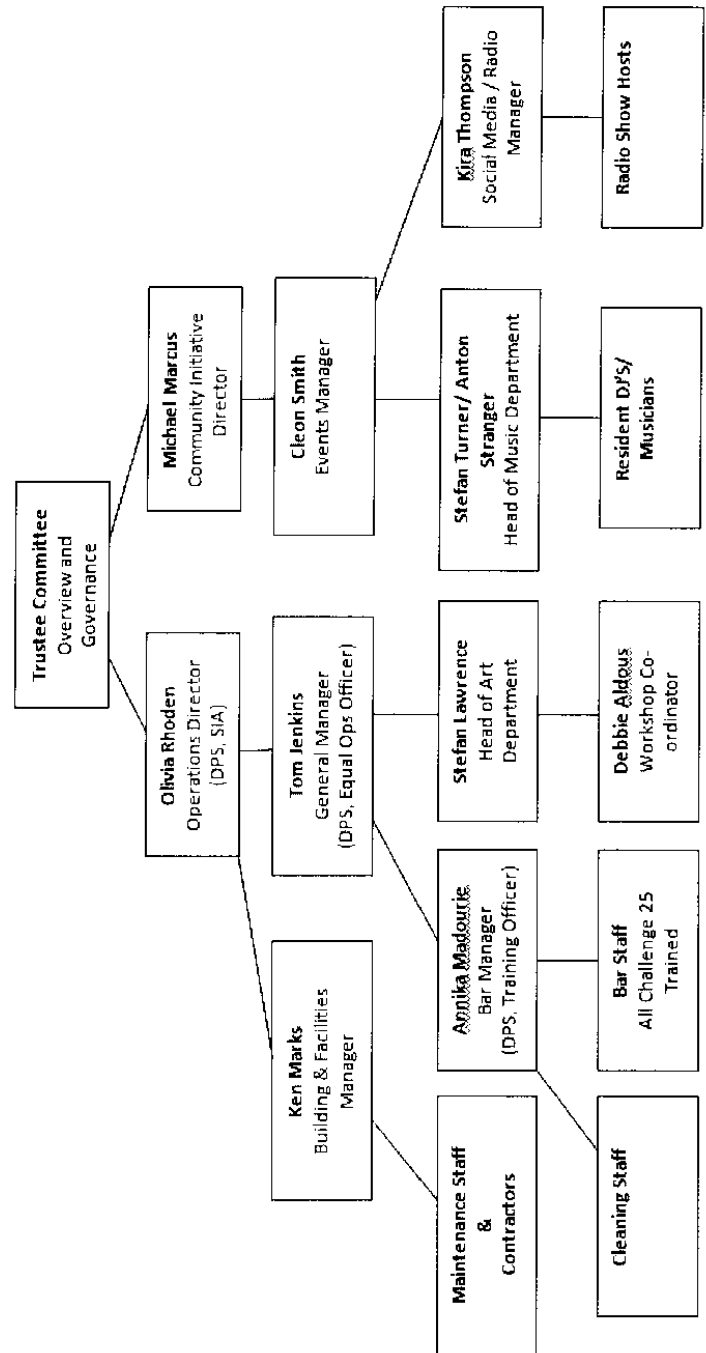 Trustee Committee
Overview and
Governance
Olivia Rhoden
Operations Director
(DPS, SIA)
Michael Marcus
Community Initiative
Director
Ken Marks
Building & Facilities
Manager
Tom Jenkins
General Manager
(DPS, Equal Ops Officer)
Cleon Smith
Events Manager
Maintenance Staff
&
Contractors
Annika Madourie
Bar Manager
(DPS, Training Officer)
Stefan Lawrence
Head of Art
Department
Stefan Turner/ Anton
Stranger
Head of Music Department
Kira Thompson
Social Media / Radio
Manager
Cleaning Staff
Bar Staff
All Challenge 25
Trained
Debbie Aldous
Workshop Co-
ordinator
Resident DJ'S/
Musicians
Radio Show Hosts